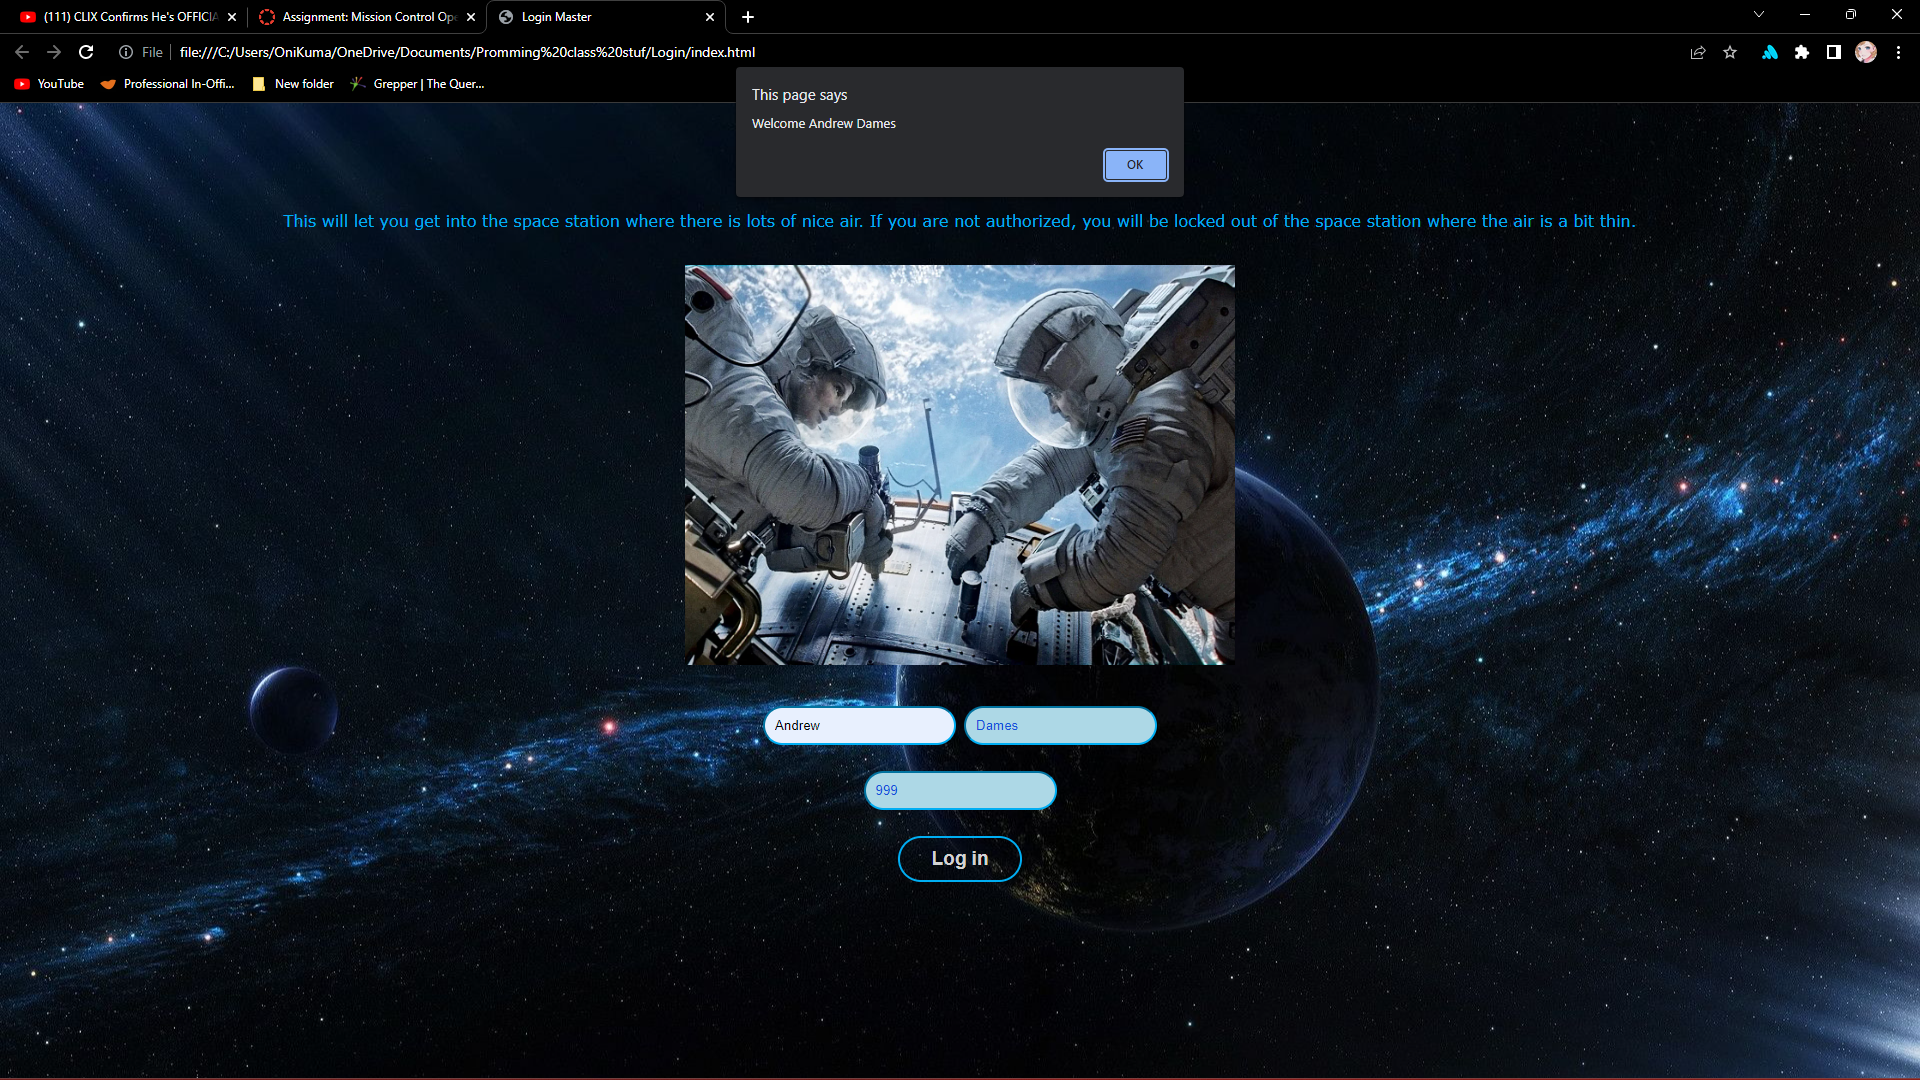 (111) CLIX Confirms He's OFFICIA
Assignment: Mission Control Ope
Login Master
File
file:///C:/Users/OniKuma/OneDrive/Documents/Promming%20class%20stuf/Login/index.html
YouTube
Professional In-Offi...
New folder
Grepper | The Quer...
This page says
Welcome Andrew Dames
OK
This will let you get into the space station where there is lots of nice air. If you are not authorized, you will be locked out of the space station where the air is a bit thin.
Andrew
Dames
999
Log in